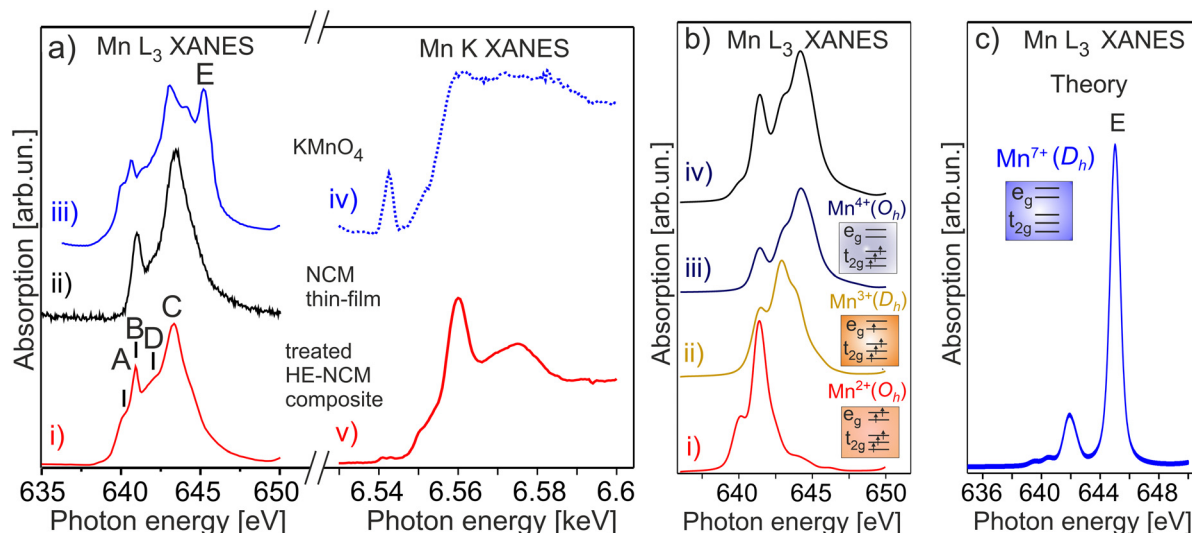 a)
Mn L3 XANES
Mn K XANES
E
KMnO4
iii)
iv)
NCM
thin-film
ii)
C
B
D
A
treated
HE-NCM
composite
i)
v)
Absorption [arb.un.]
635 640 645 650
6.54 6.56 6.58 6.6
Photon energy [eV]
Photon energy [keV]
b)
Mn L3 XANES
iv)
Mn4+(Oh)
eg
t2g
iii)
Mn3+(Dh)
eg
t2g
ii)
Mn2+(Oh)
eg
t2g
i)
Absorption [arb.un.]
640 645 650
Photon energy [eV]
c)
Mn L3 XANES
Theory
E
Mn7+(Dh)
eg
t2g
Absorption [arb.un.]
636 640 644 648
Photon energy [eV]